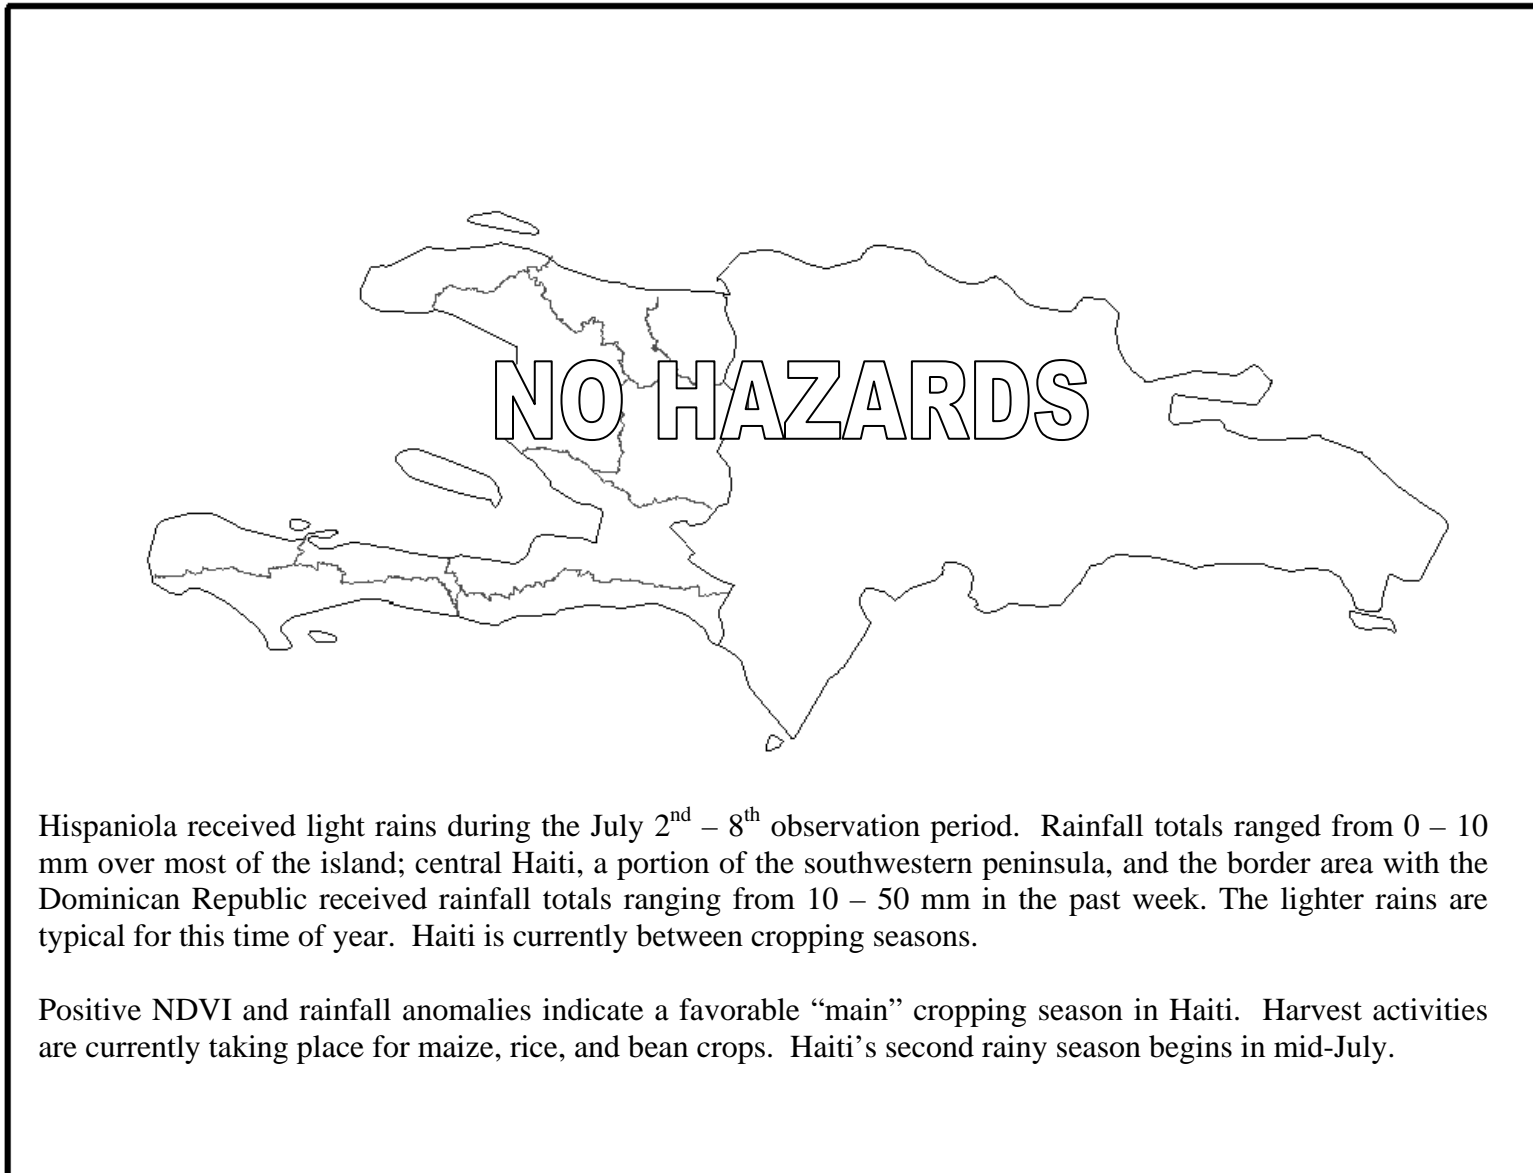 NO HAZARDS
Hispaniola received light rains during the July 2nd – 8th observation period.  Rainfall totals ranged from 0 – 10
mm over most of the island; central Haiti, a portion of the southwestern peninsula, and the border area with the
Dominican Republic received rainfall totals ranging from 10 – 50 mm in the past week. The lighter rains are
typical for this time of year.  Haiti is currently between cropping seasons.
Positive NDVI and rainfall anomalies indicate a favorable “main” cropping season in Haiti.  Harvest activities
are currently taking place for maize, rice, and bean crops.  Haiti’s second rainy season begins in mid-July.